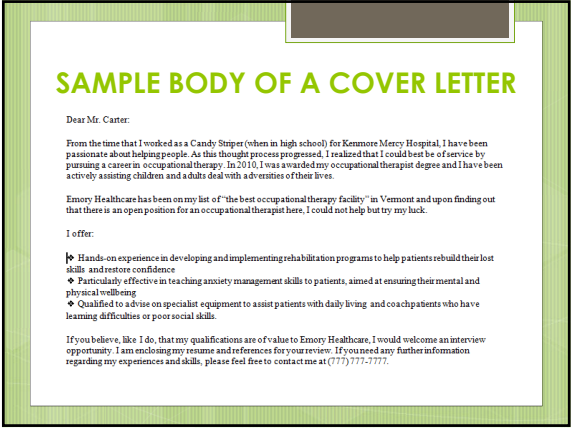 SAMPLE BODY OF A COVER LETTER
Dear Mr. Carter:
From the time that I worked as a Candy Striper (when in high school) for Kenmore Mercy Hospital, I have been
passionate about helping people. As this thought process progressed, I realized that I could best be of service by
pursuing a career in occupational therapy. In 2010, I was awarded my occupational therapist degree and I have been
actively assisting children and adults deal with adversities of their lives.
Emory Healthcare has been on my list of "the best occupational therapy facility" in Vermont and upon finding out
that there is an open position for an occupational therapist here, I could not help but try my luck.
I offer:
❖ Hands-on experience in developing and implementing rehabilitation programs to help patients rebuild their lost
skills and restore confidence
❖ Particularly effective in teaching anxiety management skills to patients, aimed at ensuring their mental and
physical wellbeing
❖ Qualified to advise on specialist equipment to assist patients with daily living and coach patients who have
learning difficulties or poor social skills.
If you believe, like I do, that my qualifications are of value to Emory Healthcare, I would welcome an interview
opportunity. I am enclosing my resume and references for your review. If you need any further information
regarding my experiences and skills, please feel free to contact me at (777) 777-7777.